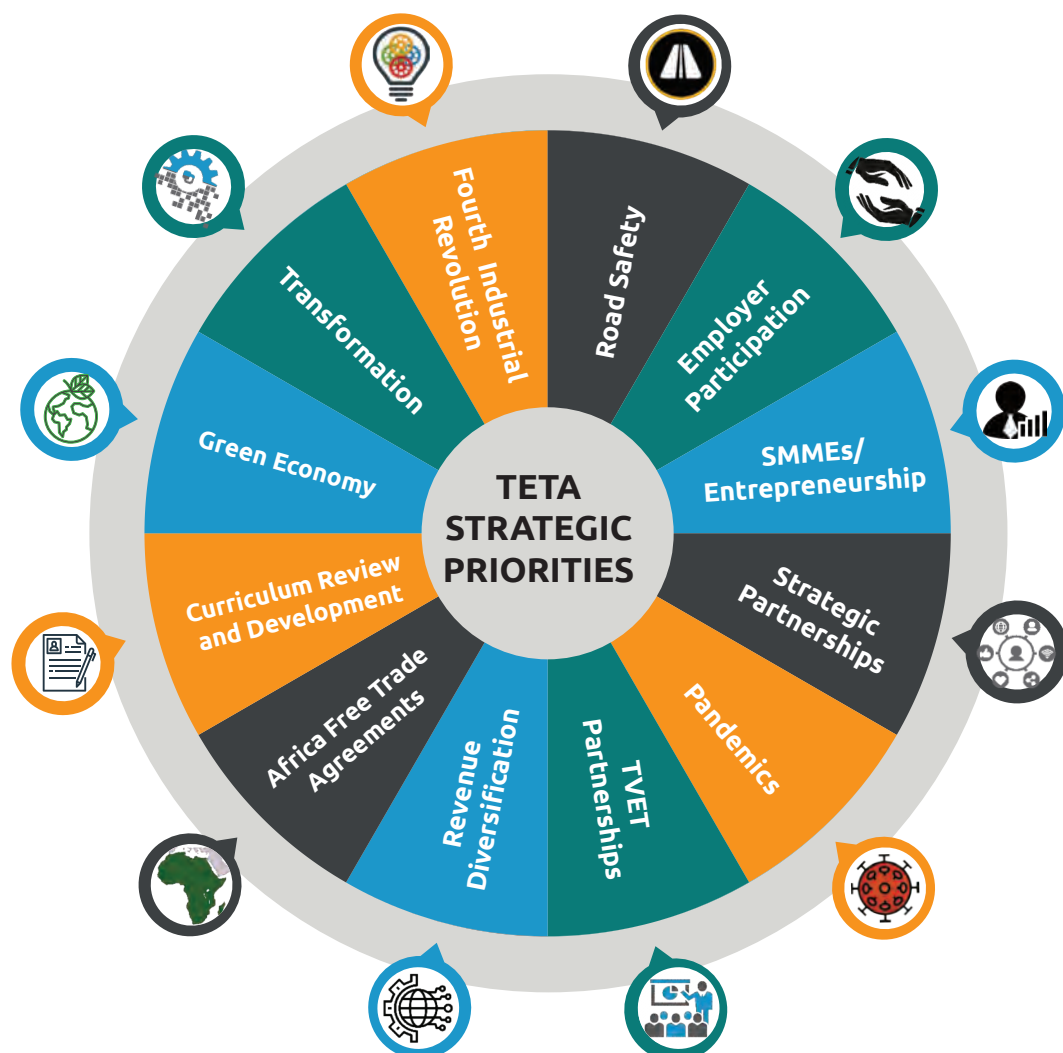 TETA
STRATEGIC
PRIORITIES
Road Safety
Employer
Participation
SMMEs/
Entrepreneurship
Strategic
Partnerships
Pandemics
TVET
Partnerships
Revenue
Diversification
Africa Free Trade
Agreements
Curriculum Review
and Development
Green Economy
Transformation
Fourth Industrial
Revolution